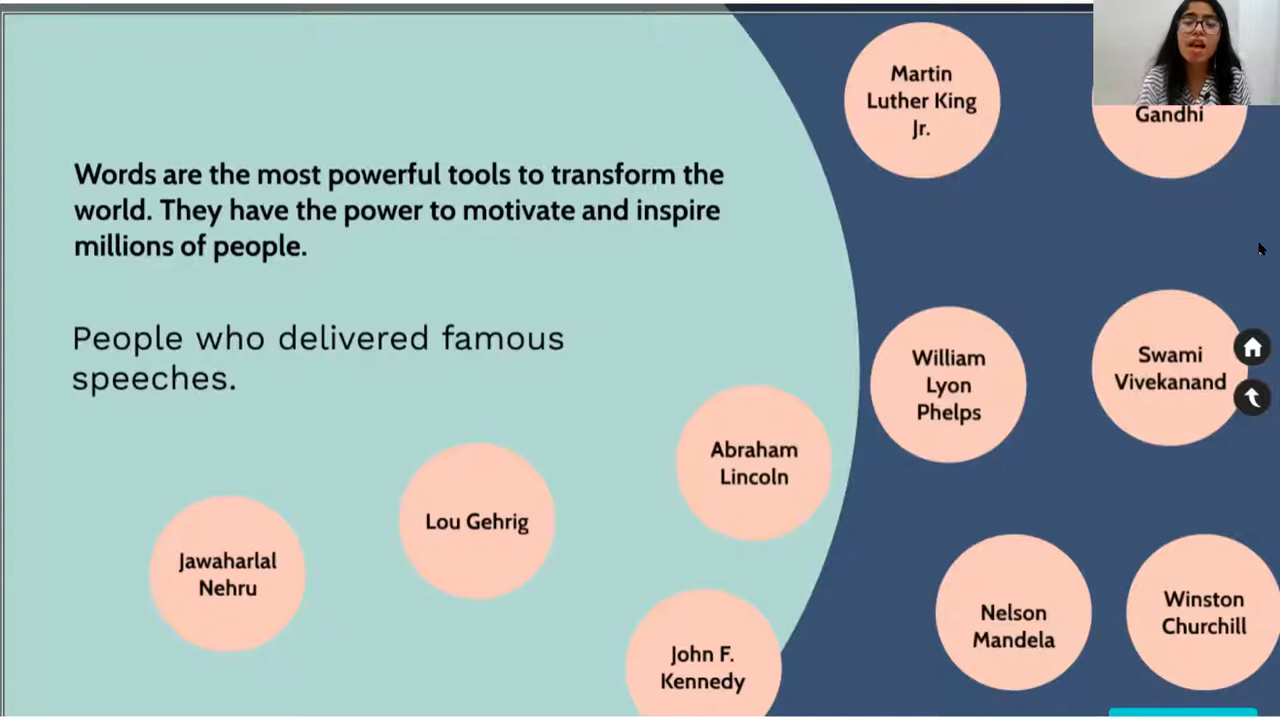 Words are the most powerful tools to transform the
world. They have the power to motivate and inspire
millions of people.
People who delivered famous
speeches.
Martin
Luther King
Jr.
Gandhi
William
Lyon
Phelps
Swami
Vivekanand
Abraham
Lincoln
Lou Gehrig
Jawaharlal
Nehru
John F.
Kennedy
Nelson
Mandela
Winston
Churchill